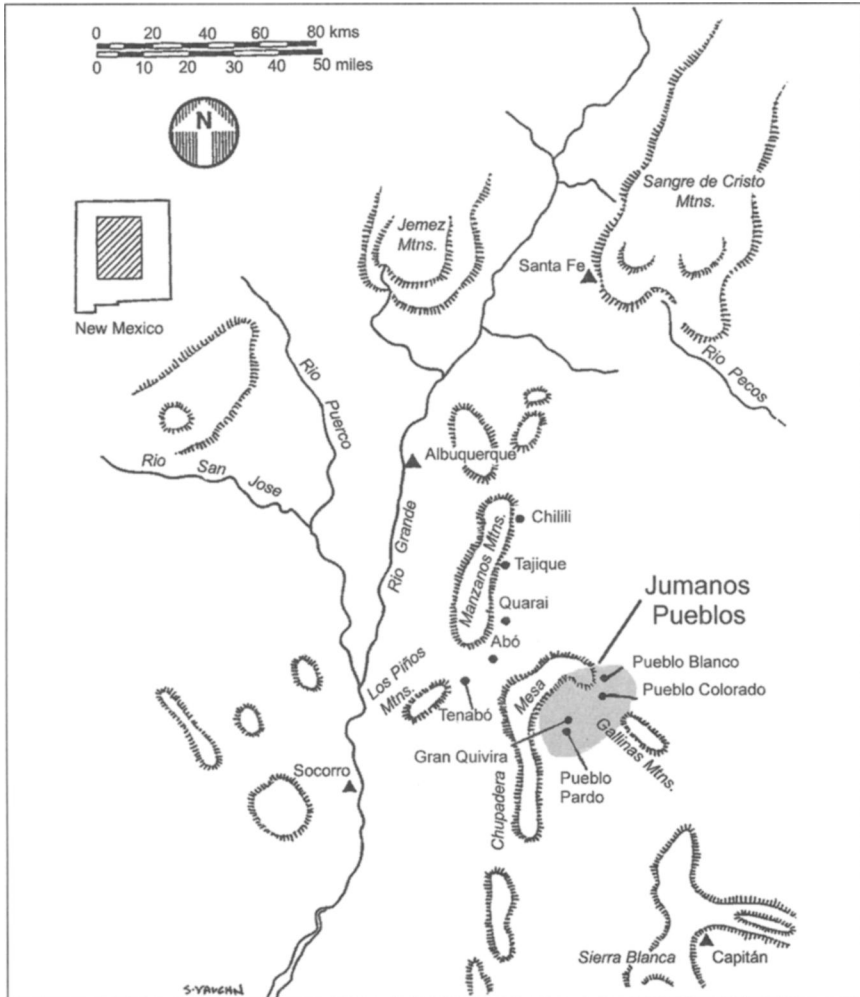 0 20 40 60 80 kms
0 10 20 30 40 50 miles
N
New Mexico
Jemez
Mtns.
Sangre de Cristo
Mtns.
Santa Fe
Rio Pecos
Rio Puerco
Rio San Jose
Albuquerque
Rio Grande
Manzanos Mtns.
Chilili
Tajique
Quarai
Abó
Jumanos
Pueblos
Pueblo Blanco
Pueblo Colorado
Los Piños
Mtns.
Tenabó
Mesa
Chupadera
Gran Quivira
Gallinas Mtns.
Pueblo
Pardo
Socorro
Sierra Blanca
Capitán
S. VAUGHN